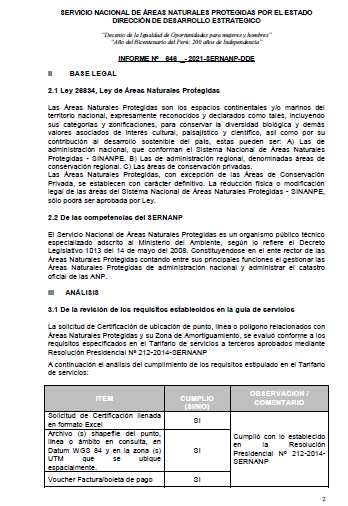 SERVICIO NACIONAL DE ÁREAS NATURALES PROTEGIDAS POR EL ESTADO
DIRECCIÓN DE DESARROLLO ESTRATEGICO
"Decenio de la Igualdad de Oportunidades para mujeres y hombres"
"Año del Bicentenario del Perú: 200 años de Independencia"
INFORME Nº 646 -2021-SERNANP-DDE
II BASE LEGAL
2.1 Ley 26834, Ley de Áreas Naturales Protegidas
Las Áreas Naturales Protegidas son los espacios continentales y/o marinos del
territorio nacional, expresamente reconocidos y declarados como tales, incluyendo
sus categorías y zonificaciones, para conservar la diversidad biológica y demás
valores asociados de interés cultural, paisajístico y científico, así como por su
contribución al desarrollo sostenible del país, estas pueden ser: A) Las de
administración nacional, que conforman el Sistema Nacional de Áreas Naturales
Protegidas - SINANPE. B) Las de administración regional, denominadas áreas de
conservación regional. C) Las áreas de conservación privadas.
Las Áreas Naturales Protegidas, con excepción de las Áreas de Conservación
Privada, se establecen con carácter definitivo. La reducción física o modificación
legal de las áreas del Sistema Nacional de Áreas Protegidas - SINANPE,
sólo podrá ser aprobada por Ley.
2.2 De las competencias del SERNANP
El Servicio Nacional de Áreas Naturales Protegidas es un organismo público técnico
especializado adscrito al Ministerio del Ambiente, según lo refiere el Decreto
Legislativo 1013 del 14 de mayo del 2008. Constituyéndose en el ente rector de las
Áreas Naturales Protegidas contando entre sus principales funciones el gestionar las
Áreas Naturales Protegidas de administración nacional y administrar el catastro
oficial de las ANP.
III ANÁLISIS
3.1 De la revisión de los requisitos establecidos en la guía de servicios
La solicitud de Certificación de ubicación de punto, línea o polígono relacionados con
Áreas Naturales Protegidas y su Zona de Amortiguamiento, se evaluó conforme a los
requisitos especificados en el Tarifario de servicios a terceros aprobados mediante
Resolución Presidencial Nº 212-2014-SERNANP
A continuación el análisis del cumplimiento de los requisitos estipulado en el Tarifario
de servicios:
ITEM
CUMPLIO
(SI/NO)
OBSERVACION /
COMENTARIO
Solicitud de Certificación llenada
en formato Excel
SI
Archivo (s) shapefile del punto,
línea o ámbito en consulta, en
Datum WGS 84 y en la zona (s)
UTM que se ubique
espacialmente.
SI
Voucher Factura/boleta de pago
SI
Cumplió con lo establecido
en la Resolución
Presidencial Nº 212-2014-
SERNANP
2